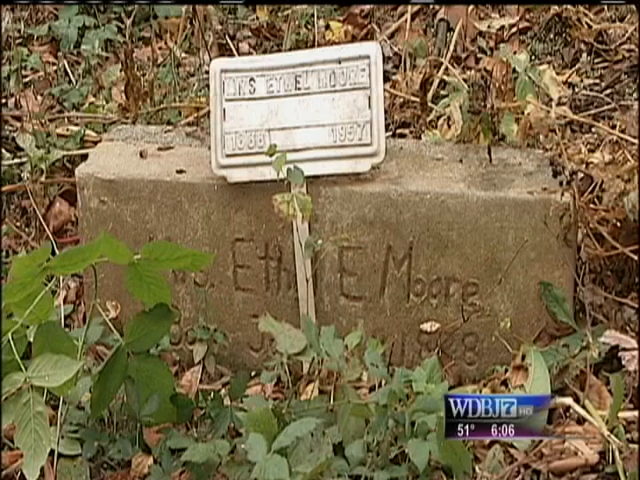 MRS ETHEL MOORE
1888 1957
Ethel E Moore
WDBJ7 HD
51° 6:06